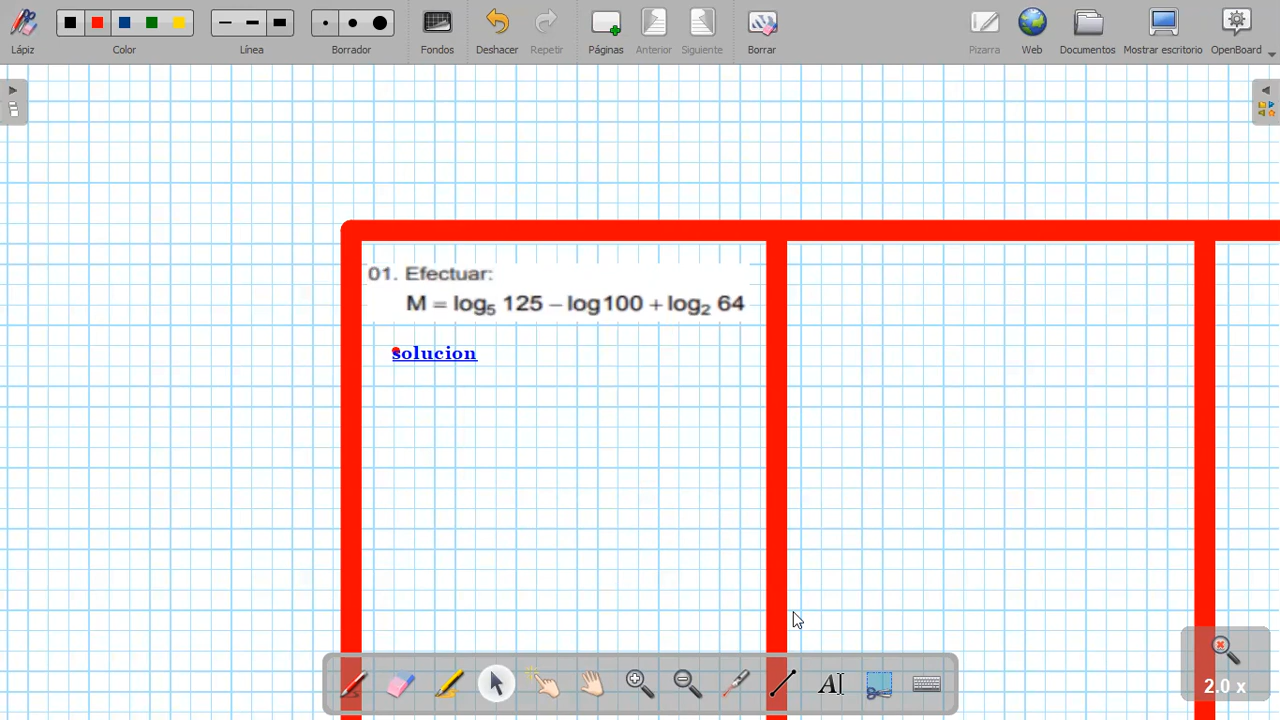 Lápiz
Color
Línea
Borrador
Fondos
Deshacer
Repetir
Páginas
Anterior
Siguiente
Borrar
Pizarra
Web
Documentos
Mostrar escritorio
OpenBoard
01. Efectuar:
M = log₅ 125 – log100 + log₂ 64
solucion
A
2.0 x